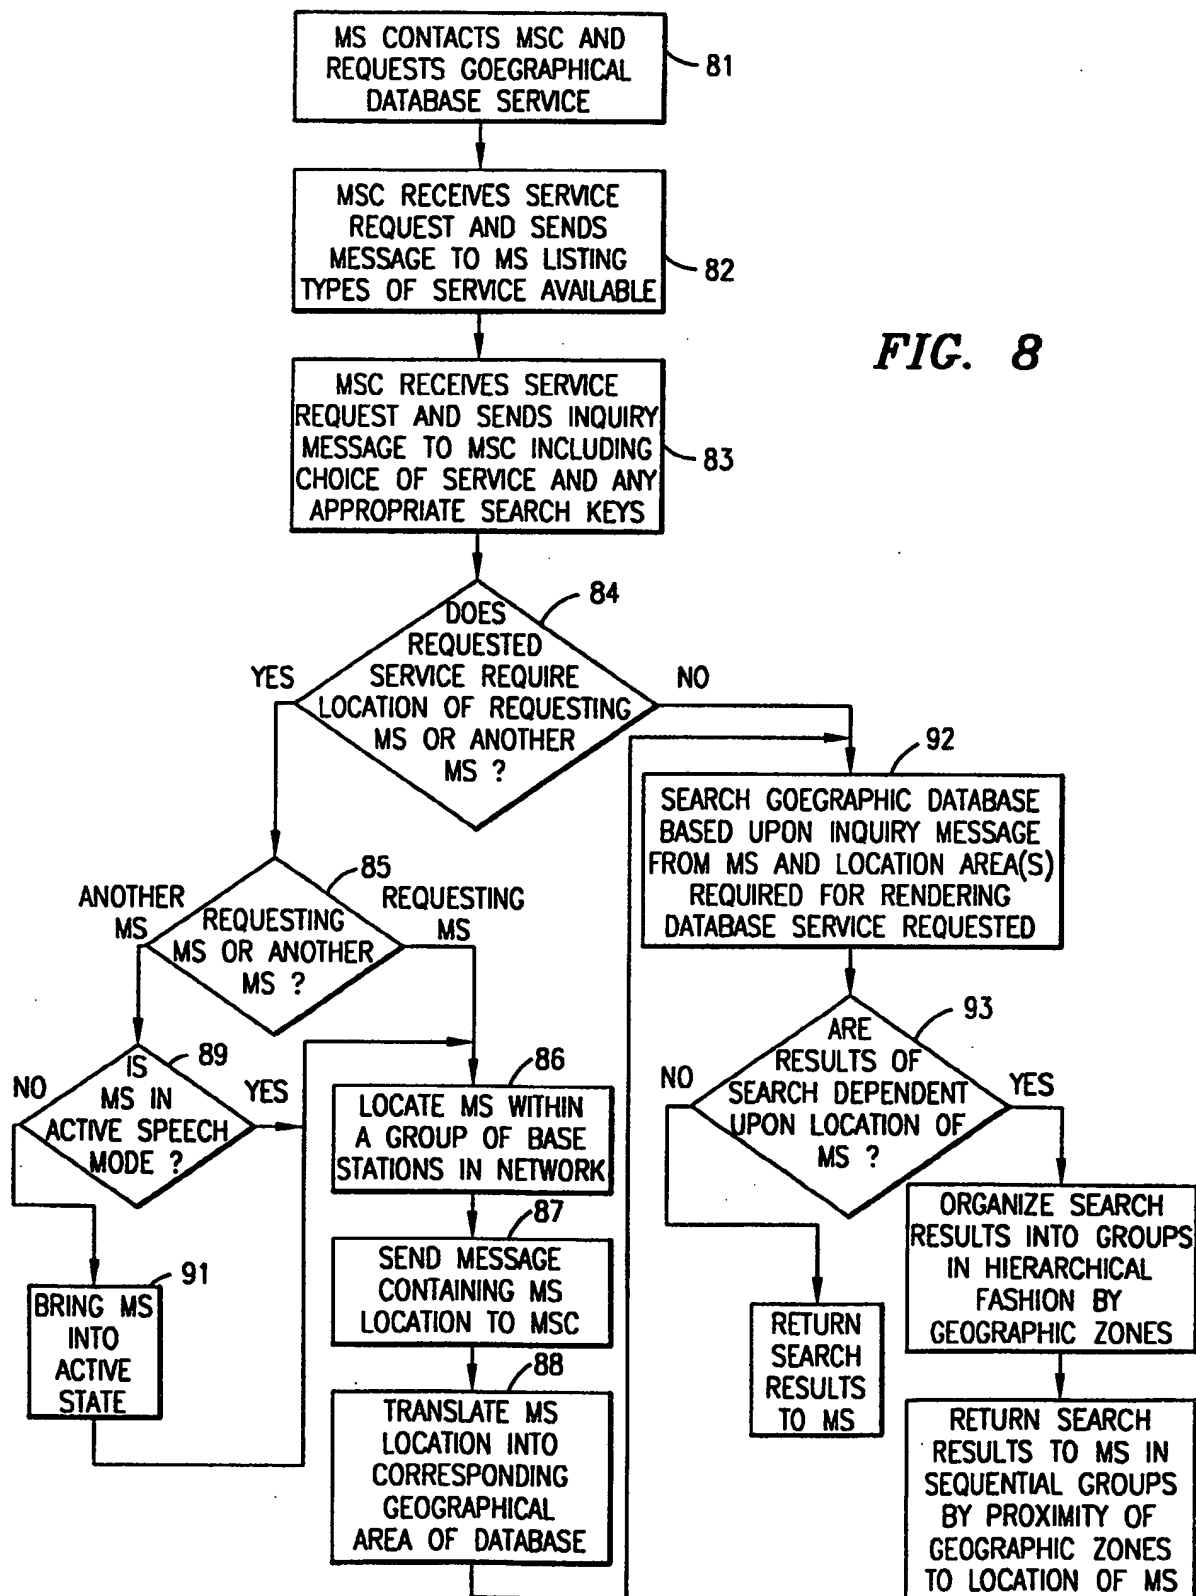 MS CONTACTS MSC AND
REQUESTS GOEGRAPHICAL
DATABASE SERVICE
81
MSC RECEIVES SERVICE
REQUEST AND SENDS
MESSAGE TO MS LISTING
TYPES OF SERVICE AVAILABLE
82
FIG. 8
MSC RECEIVES SERVICE
REQUEST AND SENDS INQUIRY
MESSAGE TO MSC INCLUDING
CHOICE OF SERVICE AND ANY
APPROPRIATE SEARCH KEYS
83
84
DOES
REQUESTED
SERVICE REQUIRE
LOCATION OF REQUESTING
MS OR ANOTHER
MS ?
YES
NO
85
REQUESTING
MS OR ANOTHER
MS ?
ANOTHER
MS
REQUESTING
MS
89
IS
MS IN
ACTIVE SPEECH
MODE ?
NO
YES
91
BRING MS
INTO
ACTIVE
STATE
86
LOCATE MS WITHIN
A GROUP OF BASE
STATIONS IN NETWORK
87
SEND MESSAGE
CONTAINING MS
LOCATION TO MSC
88
TRANSLATE MS
LOCATION INTO
CORRESPONDING
GEOGRAPHICAL
AREA OF DATABASE
92
SEARCH GOEGRAPHIC DATABASE
BASED UPON INQUIRY MESSAGE
FROM MS AND LOCATION AREA(S)
REQUIRED FOR RENDERING
DATABASE SERVICE REQUESTED
93
ARE
RESULTS OF
SEARCH DEPENDENT
UPON LOCATION OF
MS ?
NO
YES
RETURN
SEARCH
RESULTS
TO MS
ORGANIZE SEARCH
RESULTS INTO GROUPS
IN HIERARCHICAL
FASHION BY
GEOGRAPHIC ZONES
RETURN SEARCH
RESULTS TO MS IN
SEQUENTIAL GROUPS
BY PROXIMITY OF
GEOGRAPHIC ZONES
TO LOCATION OF MS